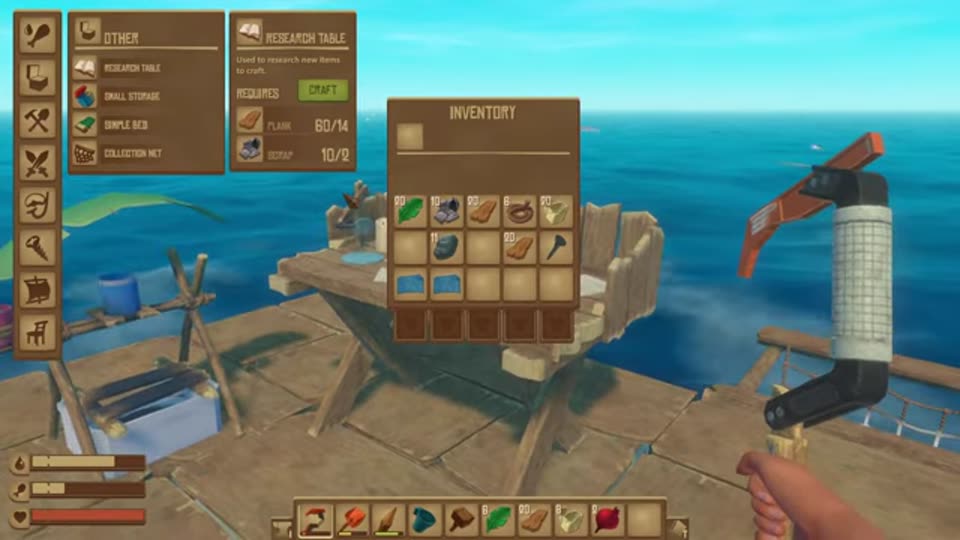 OTHER
RESEARCH TABLE
SMALL STORAGE
SIMPLE BED
COLLECTION NET
RESEARCH TABLE
Used to research new items
to craft.
REQUIRES
CRAFT
PLANK 60/14
SCRAP 10/2
INVENTORY
20 10 20 6 20
11 20
6 20 6 2